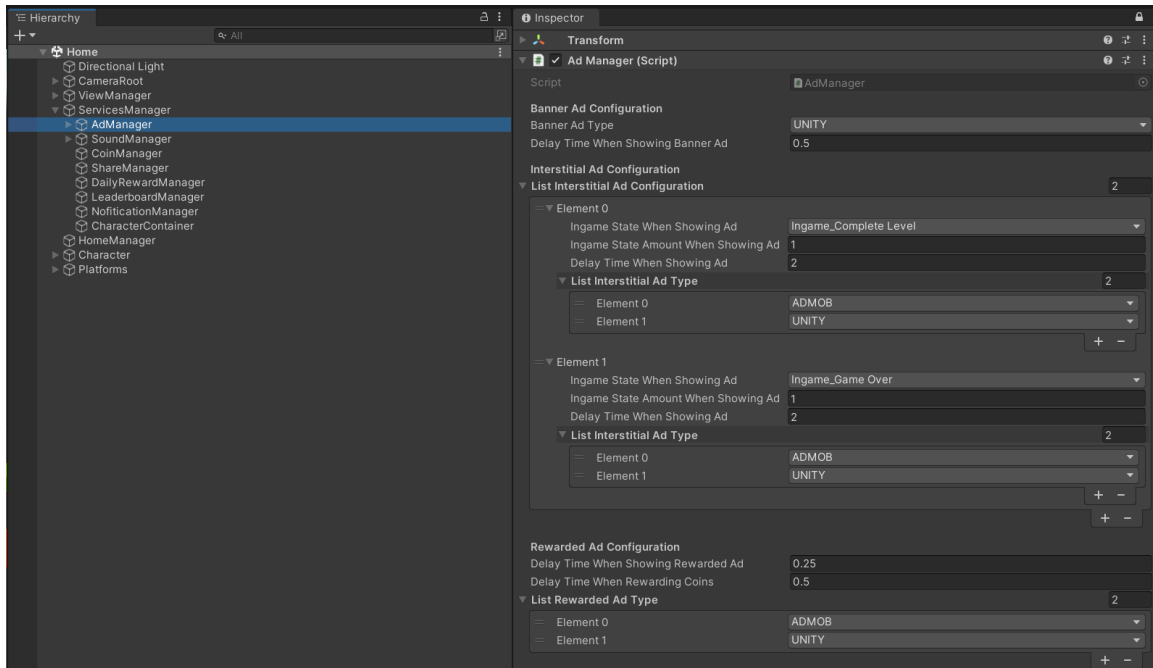 Hierarchy
All
Home
Directional Light
CameraRoot
ViewManager
ServicesManager
AdManager
SoundManager
CoinManager
ShareManager
DailyRewardManager
LeaderboardManager
NofiticationManager
CharacterContainer
HomeManager
Character
Platforms
Inspector
Transform
# Ad Manager (Script)
Script # AdManager
Banner Ad Configuration
Banner Ad Type UNITY
Delay Time When Showing Banner Ad 0.5
Interstitial Ad Configuration
List Interstitial Ad Configuration 2
Element 0
Ingame State When Showing Ad Ingame_Complete Level
Ingame State Amount When Showing Ad 1
Delay Time When Showing Ad 2
List Interstitial Ad Type 2
Element 0 ADMOB
Element 1 UNITY
+ -
Element 1
Ingame State When Showing Ad Ingame_Game Over
Ingame State Amount When Showing Ad 1
Delay Time When Showing Ad 2
List Interstitial Ad Type 2
Element 0 ADMOB
Element 1 UNITY
+ -
+ -
Rewarded Ad Configuration
Delay Time When Showing Rewarded Ad 0.25
Delay Time When Rewarding Coins 0.5
List Rewarded Ad Type 2
Element 0 ADMOB
Element 1 UNITY
+ -